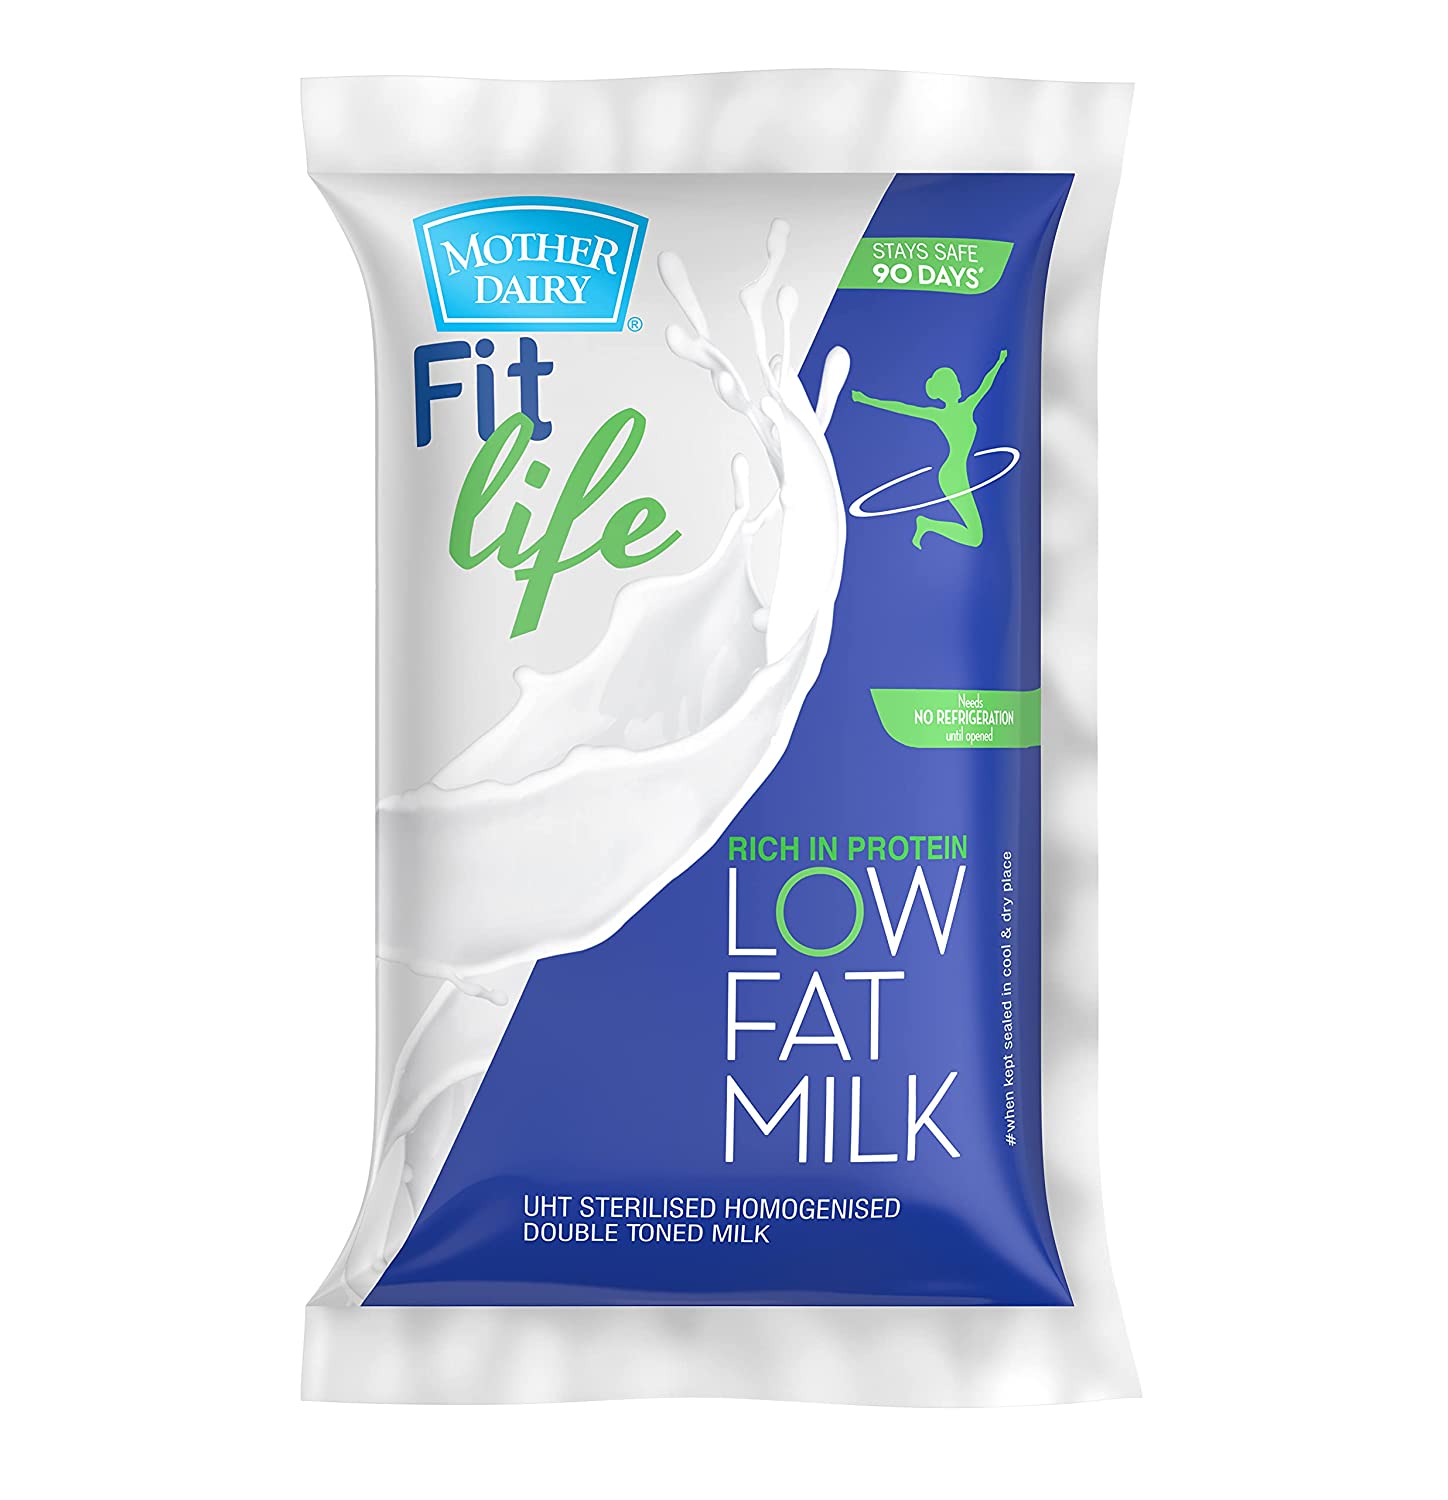 MOTHER
DAIRY
®
Fit
life
STAYS SAFE
90 DAYS#
Needs
NO REFRIGERATION
until opened
RICH IN PROTEIN
LOW
FAT
MILK
#when kept sealed in cool & dry place
UHT STERILISED HOMOGENISED
DOUBLE TONED MILK